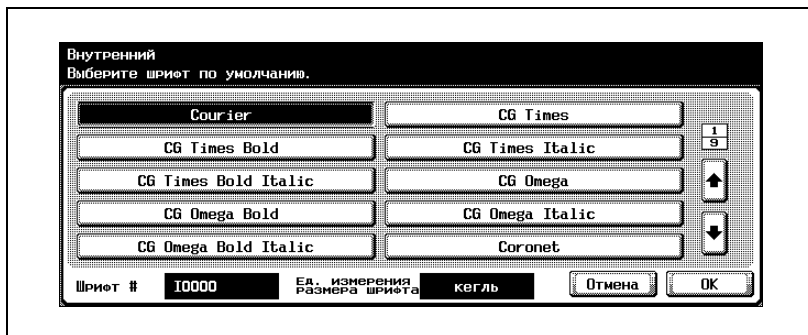 Внутренний
Выберите шрифт по умолчанию.
Courier CG Times
CG Times Bold CG Times Italic
CG Times Bold Italic CG Omega
CG Omega Bold CG Omega Italic
CG Omega Bold Italic Coronet
1
9
Шрифт # I0000 Ед. измерения размера шрифта кегль Отмена OK